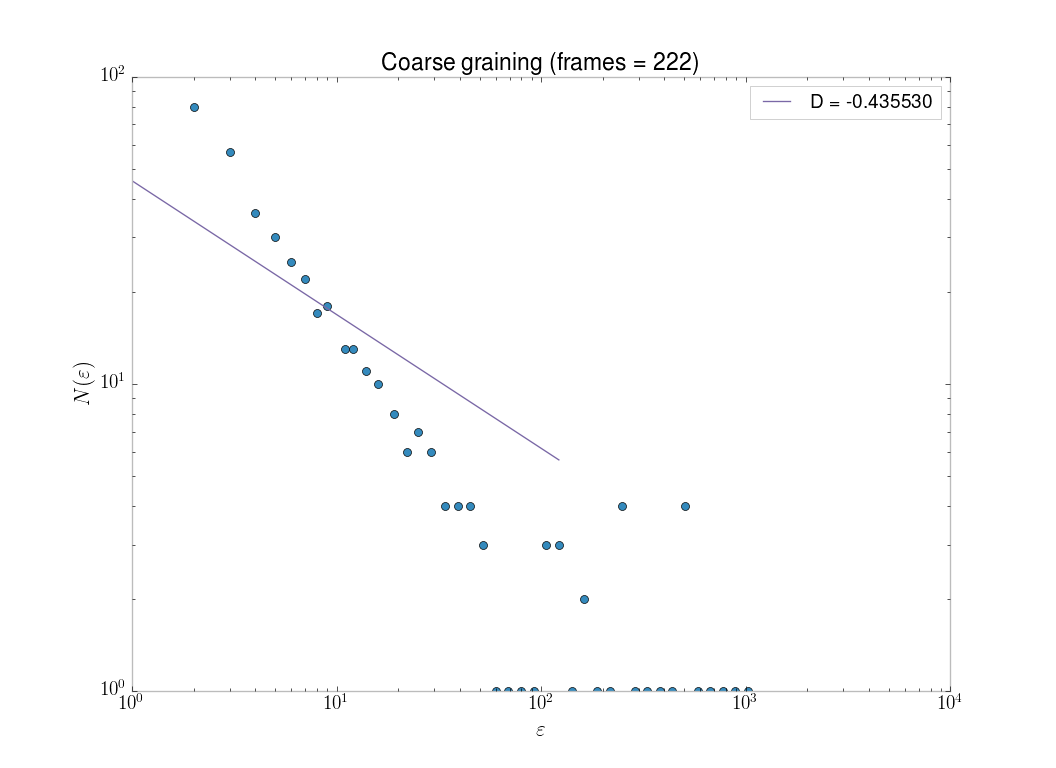 Coarse graining (frames = 222)
D = -0.435530
10²
10¹
10⁰
N(ε)
10⁰ 10¹ 10² 10³ 10⁴
ε